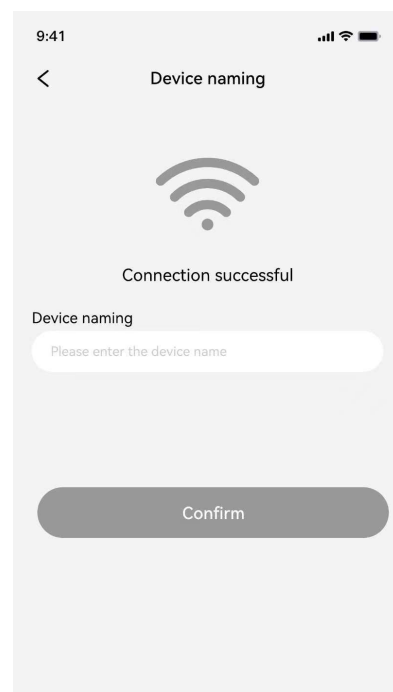 9:41
Device naming
Connection successful
Device naming
Please enter the device name
Confirm